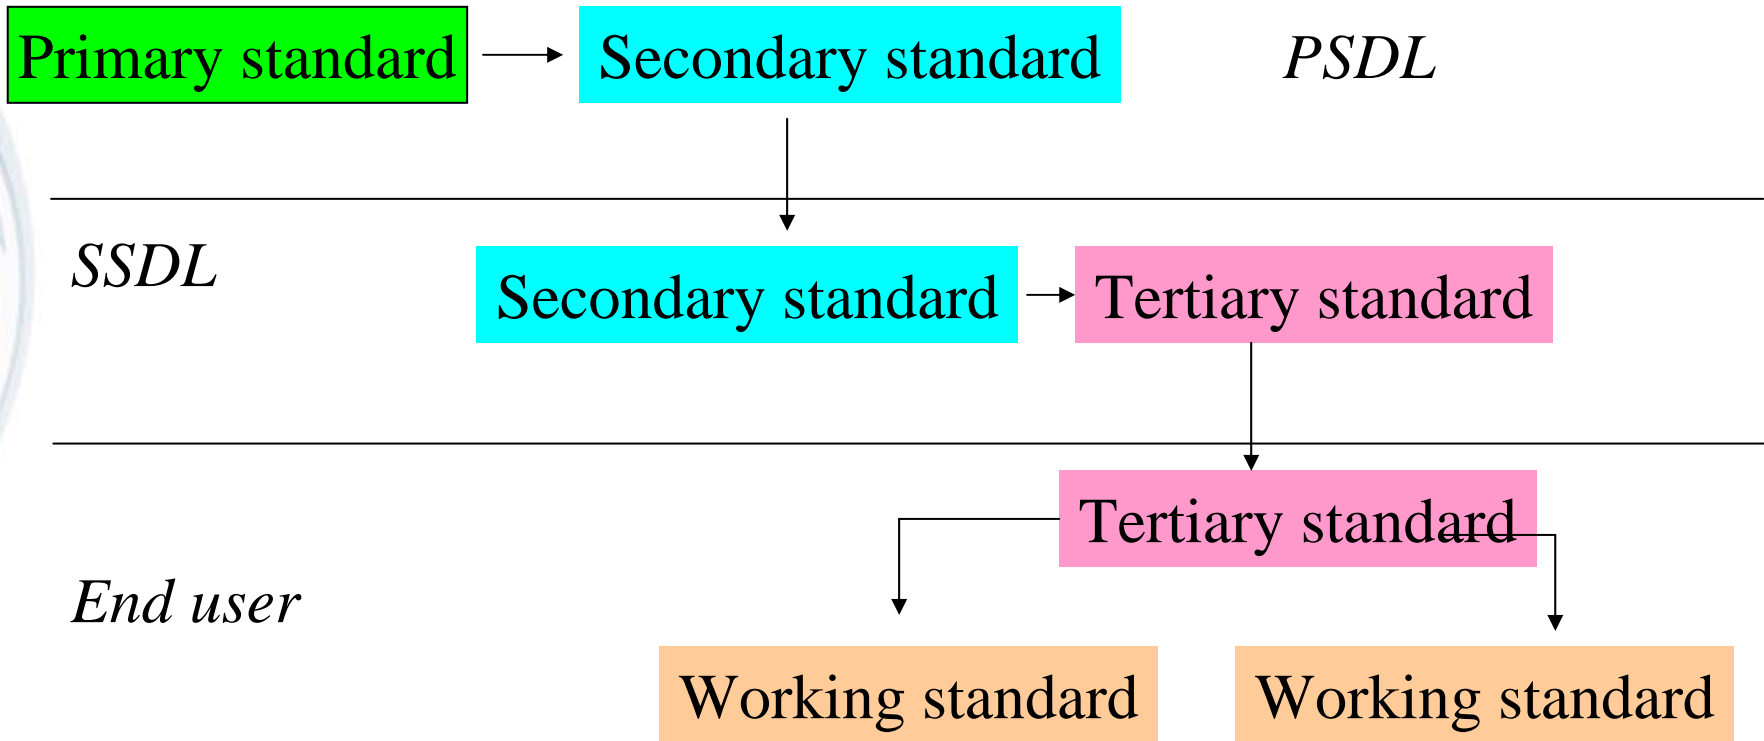 Primary standard
Secondary standard
PSDL
SSDL
Secondary standard
Tertiary standard
Tertiary standard
End user
Working standard
Working standard